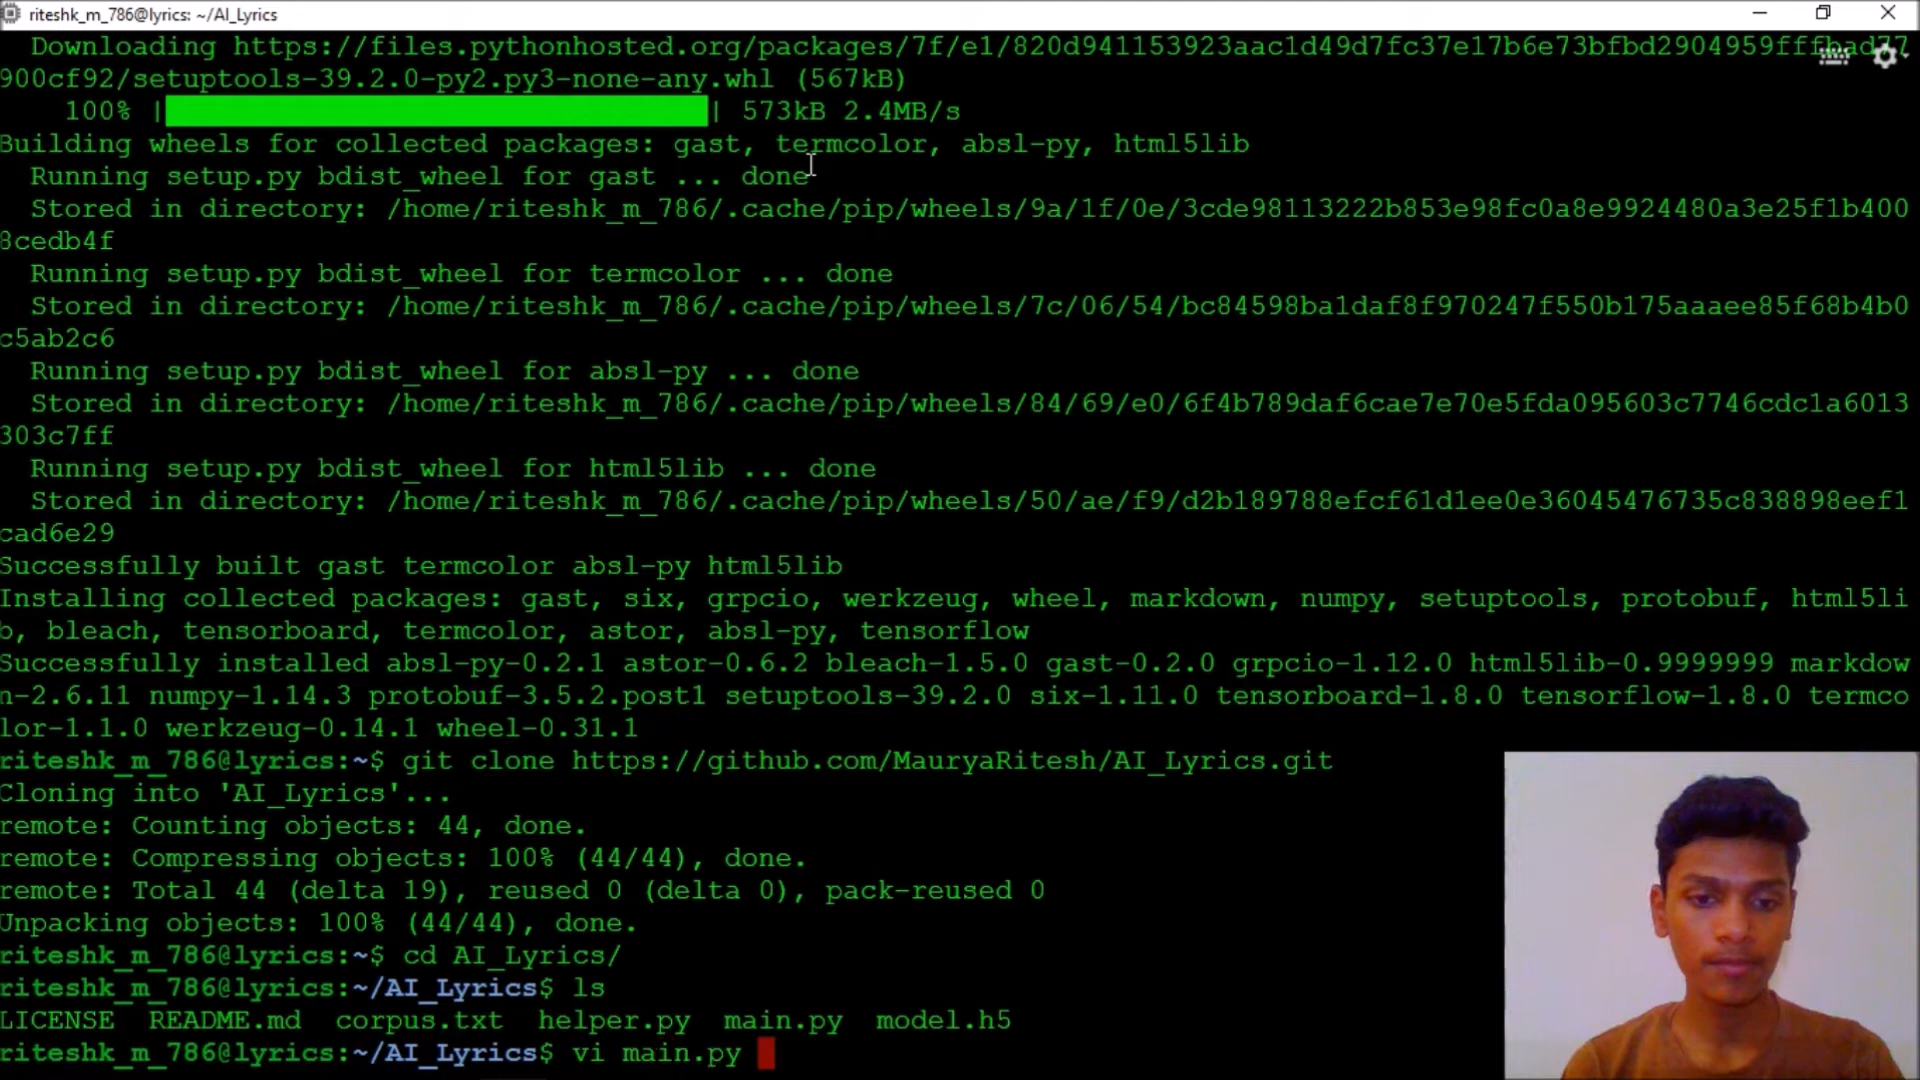 riteshk_m_786@lyrics: ~/AI_Lyrics
Downloading https://files.pythonhosted.org/packages/7f/e1/820d941153923aac1d49d7fc37e17b6e73bfbd2904959fffbad77
900cf92/setuptools-39.2.0-py2.py3-none-any.whl (567kB)
100% | | 573kB 2.4MB/s
Building wheels for collected packages: gast, termcolor, absl-py, html5lib
Running setup.py bdist_wheel for gast ... done
Stored in directory: /home/riteshk_m_786/.cache/pip/wheels/9a/1f/0e/3cde98113222b853e98fc0a8e9924480a3e25f1b400
8cedb4f
Running setup.py bdist_wheel for termcolor ... done
Stored in directory: /home/riteshk_m_786/.cache/pip/wheels/7c/06/54/bc84598ba1daf8f970247f550b175aaaee85f68b4b0
c5ab2c6
Running setup.py bdist_wheel for absl-py ... done
Stored in directory: /home/riteshk_m_786/.cache/pip/wheels/84/69/e0/6f4b789daf6cae7e70e5fda095603c7746cdc1a6013
303c7ff
Running setup.py bdist_wheel for html5lib ... done
Stored in directory: /home/riteshk_m_786/.cache/pip/wheels/50/ae/f9/d2b189788efcf61d1ee0e36045476735c838898eef1
cad6e29
Successfully built gast termcolor absl-py html5lib
Installing collected packages: gast, six, grpcio, werkzeug, wheel, markdown, numpy, setuptools, protobuf, html5li
b, bleach, tensorboard, termcolor, astor, absl-py, tensorflow
Successfully installed absl-py-0.2.1 astor-0.6.2 bleach-1.5.0 gast-0.2.0 grpcio-1.12.0 html5lib-0.9999999 markdow
n-2.6.11 numpy-1.14.3 protobuf-3.5.2.post1 setuptools-39.2.0 six-1.11.0 tensorboard-1.8.0 tensorflow-1.8.0 termco
lor-1.1.0 werkzeug-0.14.1 wheel-0.31.1
riteshk_m_786@lyrics:~$ git clone https://github.com/MauryaRitesh/AI_Lyrics.git
Cloning into 'AI_Lyrics'...
remote: Counting objects: 44, done.
remote: Compressing objects: 100% (44/44), done.
remote: Total 44 (delta 19), reused 0 (delta 0), pack-reused 0
Unpacking objects: 100% (44/44), done.
riteshk_m_786@lyrics:~$ cd AI_Lyrics/
riteshk_m_786@lyrics:~/AI_Lyrics$ ls
LICENSE README.md corpus.txt helper.py main.py model.h5
riteshk_m_786@lyrics:~/AI_Lyrics$ vi main.py